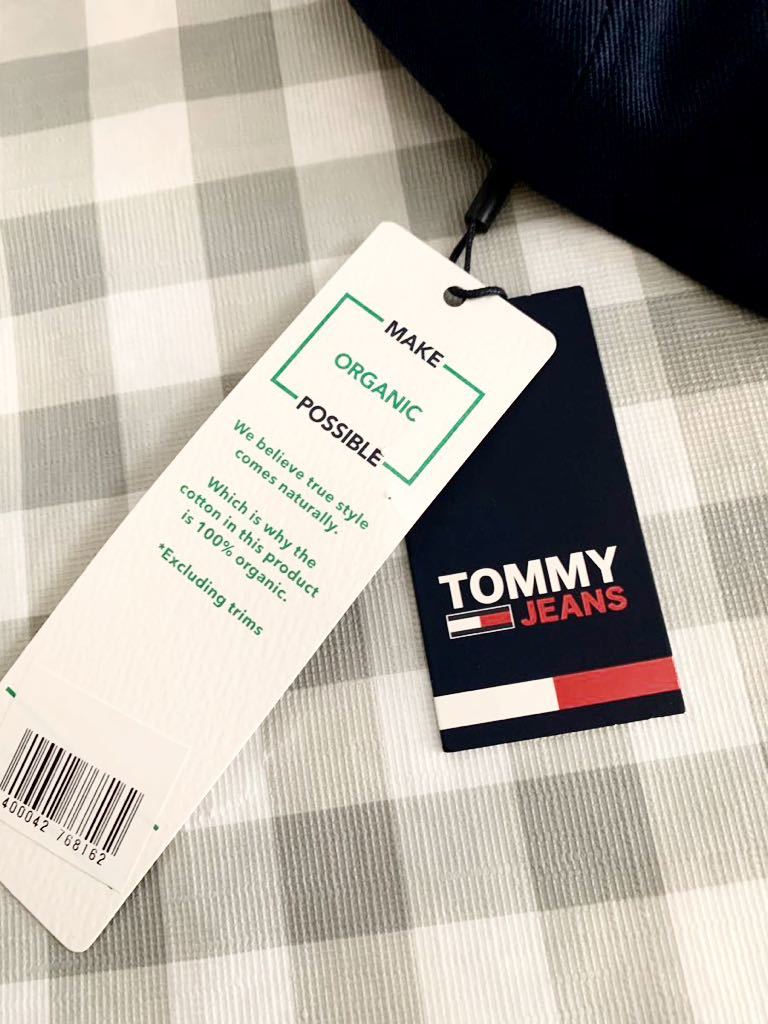 MAKE
ORGANIC
POSSIBLE
We believe true style
comes naturally.
Which is why the
cotton in this product
is 100% organic.
*Excluding trims
400042 768162
TOMMY
JEANS